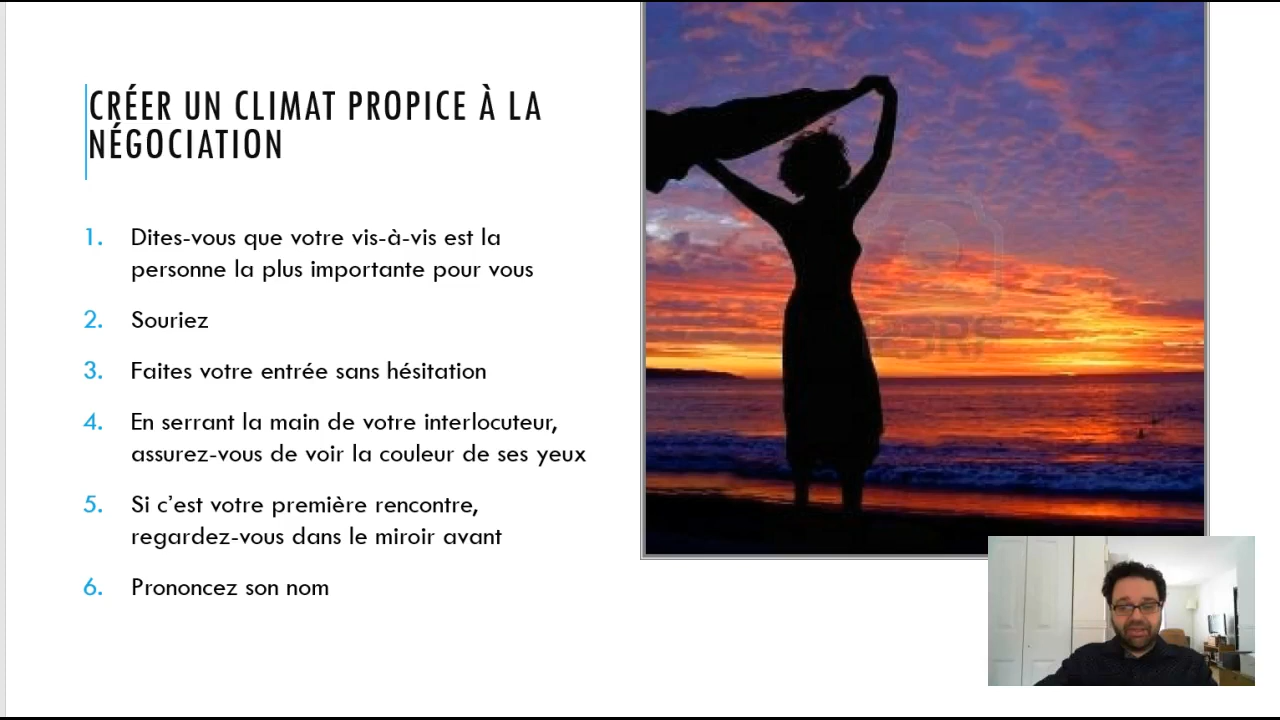 CRÉER UN CLIMAT PROPICE À LA
NÉGOCIATION
1. Dites-vous que votre vis-à-vis est la
personne la plus importante pour vous
2. Souriez
3. Faites votre entrée sans hésitation
4. En serrant la main de votre interlocuteur,
assurez-vous de voir la couleur de ses yeux
5. Si c’est votre première rencontre,
regardez-vous dans le miroir avant
6. Prononcez son nom